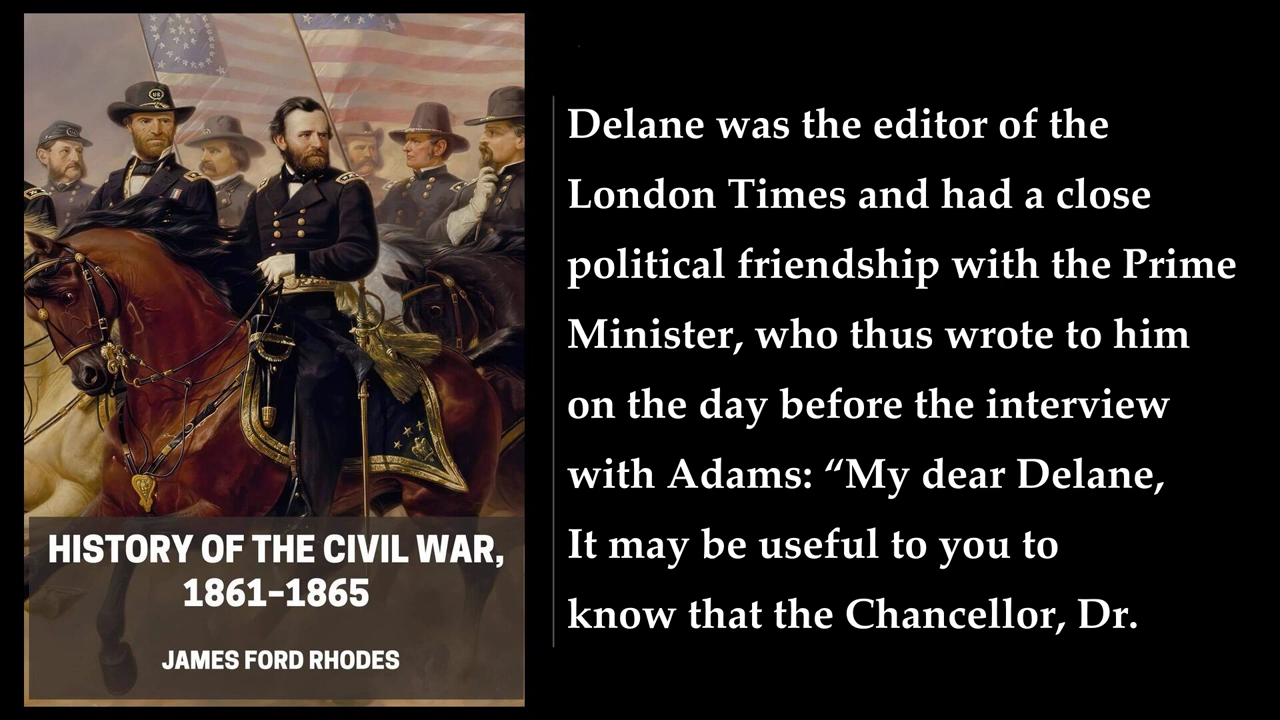 HISTORY OF THE CIVIL WAR,
1861–1865
JAMES FORD RHODES
Delane was the editor of the
London Times and had a close
political friendship with the Prime
Minister, who thus wrote to him
on the day before the interview
with Adams: “My dear Delane,
It may be useful to you to
know that the Chancellor, Dr.